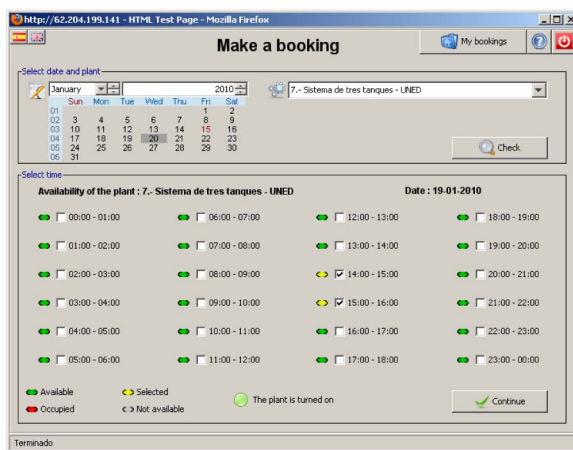 http://62.204.199.141 - HTML Test Page - Mozilla Firefox
Make a booking
My bookings
Select date and plant
January 2010
7.- Sistema de tres tanques - UNED
Sun Mon Tue Wed Thu Fri Sat
01 1 2
02 3 4 5 6 7 8 9
03 10 11 12 13 14 15 16
04 17 18 19 20 21 22 23
05 24 25 26 27 28 29 30
06 31
Check
Select time
Availability of the plant : 7.- Sistema de tres tanques - UNED Date : 19-01-2010
00:00 - 01:00 06:00 - 07:00 12:00 - 13:00 18:00 - 19:00
01:00 - 02:00 07:00 - 08:00 13:00 - 14:00 19:00 - 20:00
02:00 - 03:00 08:00 - 09:00 14:00 - 15:00 20:00 - 21:00
03:00 - 04:00 09:00 - 10:00 15:00 - 16:00 21:00 - 22:00
04:00 - 05:00 10:00 - 11:00 16:00 - 17:00 22:00 - 23:00
05:00 - 06:00 11:00 - 12:00 17:00 - 18:00 23:00 - 00:00
Available Selected
Occupied Not available
The plant is turned on
Continue
Terminado